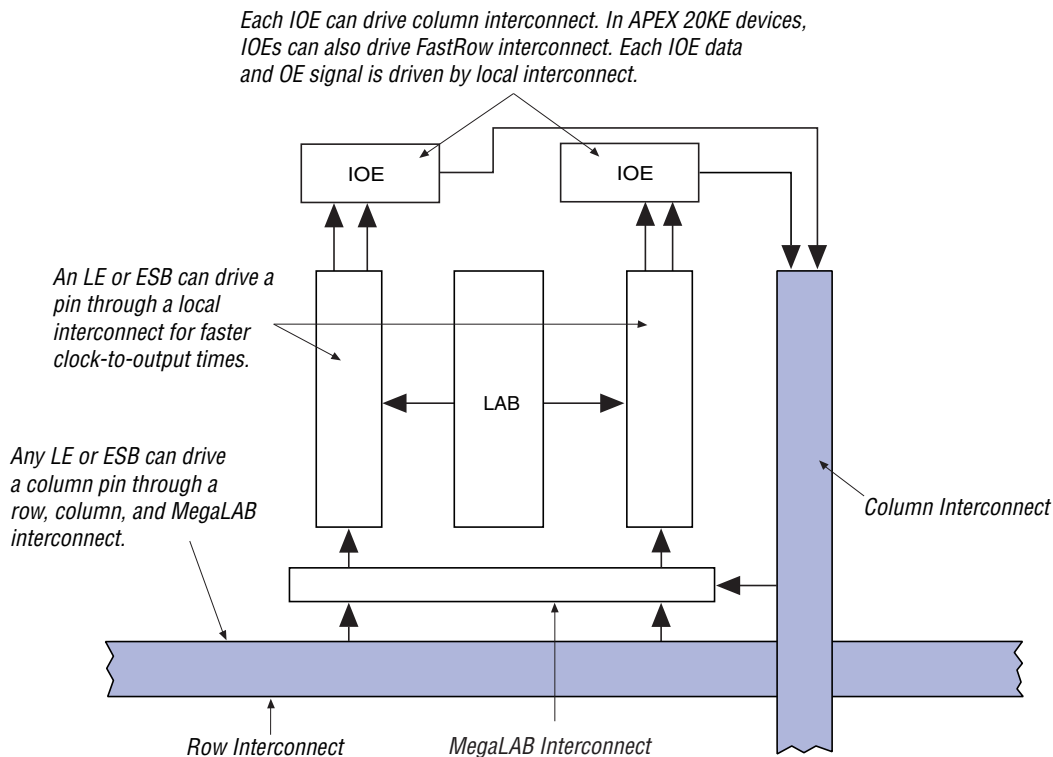 Each IOE can drive column interconnect. In APEX 20KE devices,
IOEs can also drive FastRow interconnect. Each IOE data
and OE signal is driven by local interconnect.
IOE
IOE
An LE or ESB can drive a
pin through a local
interconnect for faster
clock-to-output times.
LAB
Any LE or ESB can drive
a column pin through a
row, column, and MegaLAB
interconnect.
Column Interconnect
Row Interconnect
MegaLAB Interconnect